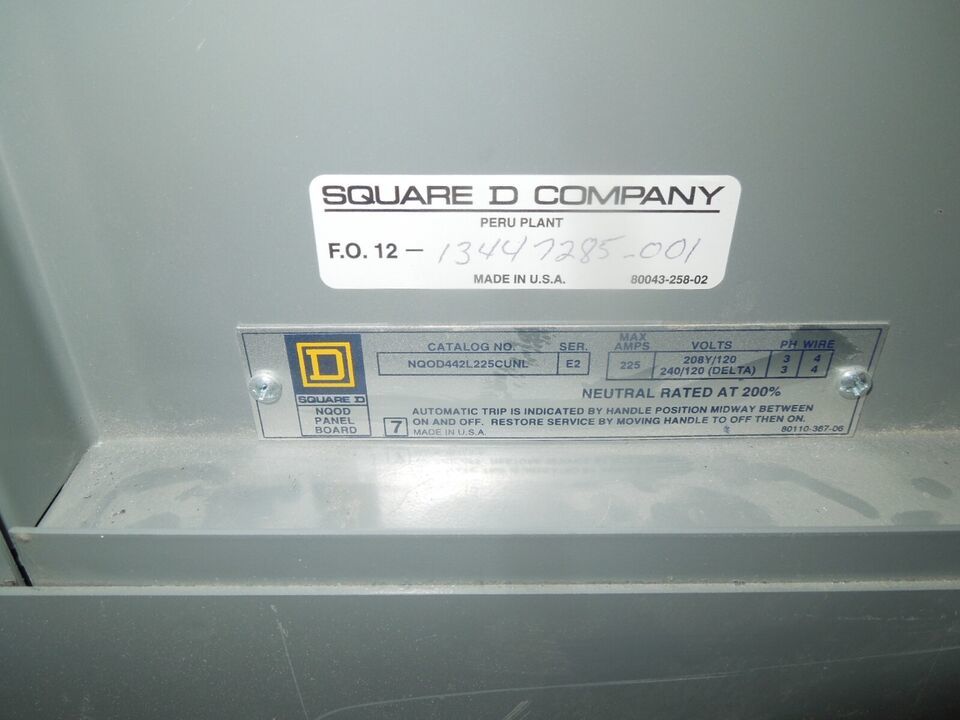 SQUARE D COMPANY
PERU PLANT
F.O. 12 — 13447285-001
MADE IN U.S.A. 80043-258-02
D
SQUARE D
NQOD
PANEL
BOARD
CATALOG NO. SER. MAX AMPS VOLTS PH WIRE
NQOD442L225CUNL E2 225 208Y/120 3 4
240/120 (DELTA) 3 4
NEUTRAL RATED AT 200%
AUTOMATIC TRIP IS INDICATED BY HANDLE POSITION MIDWAY BETWEEN
7 ON AND OFF. RESTORE SERVICE BY MOVING HANDLE TO OFF THEN ON.
MADE IN U.S.A. 80110-367-06